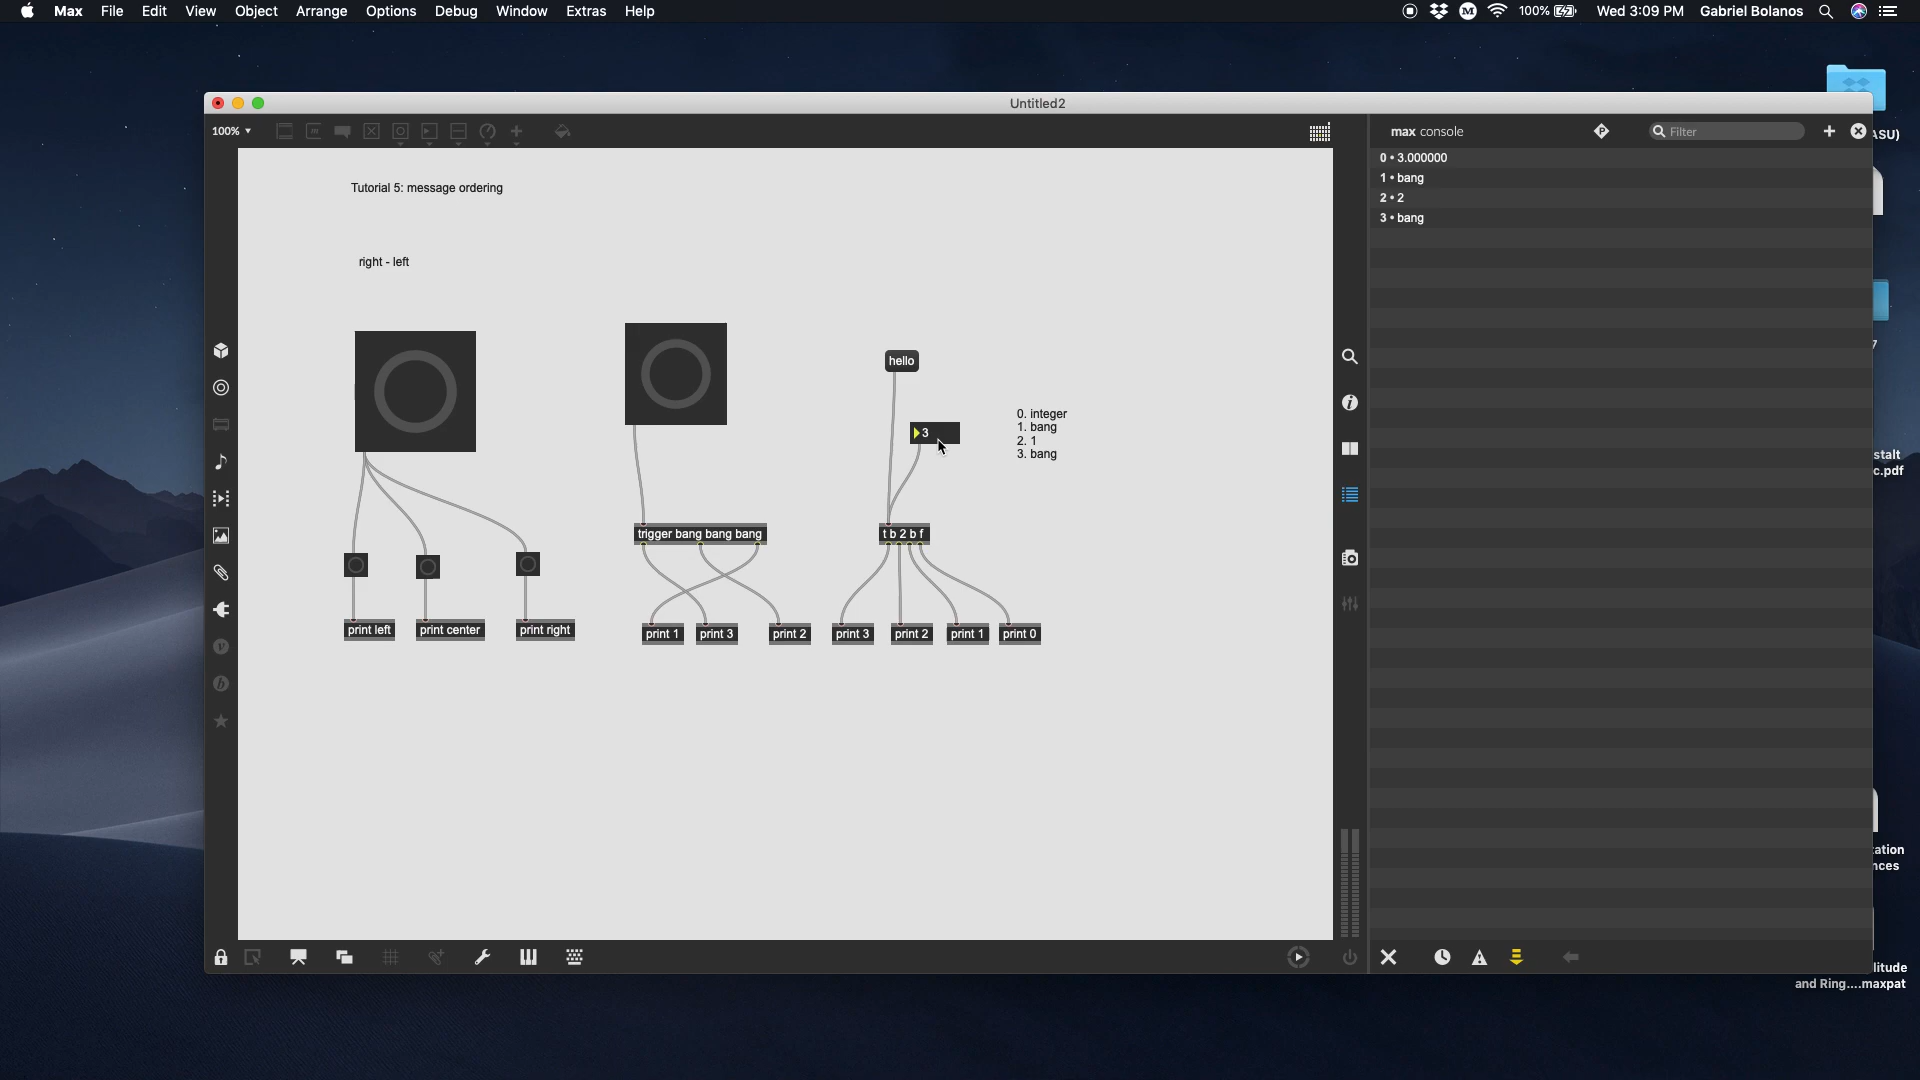 Max File Edit View Object Arrange Options Debug Window Extras Help 100% Wed 3:09 PM Gabriel Bolanos
Untitled2
100%
max console
Filter
ASU)
0 • 3.000000
1 • bang
2 • 2
3 • bang
Tutorial 5: message ordering
right - left
hello
3
0. integer
1. bang
2. 1
3. bang
trigger bang bang bang
t b 2 b f
print left
print center
print right
print 1
print 3
print 2
print 3
print 2
print 1
print 0
7
stalt
c.pdf
tation
nces
litude
and Ring....maxpat